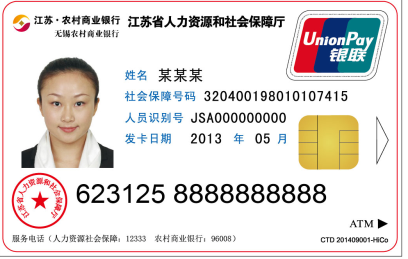 江苏·农村商业银行 江苏省人力资源和社会保障厅
无锡农村商业银行
UnionPay
银联
姓名 某某某
社会保障号码 320400198010107415
人员识别号 JSA000000000
发卡日期 2013 年 05 月
江苏省人力资源和社会保障厅
623125 8888888888
ATM
服务电话（人力资源社会保障：12333 农村商业银行：96008）
CTD 201409001-HiCo